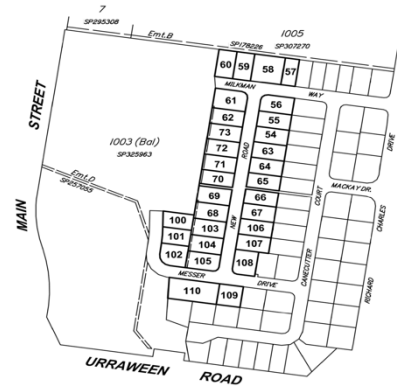 7
SP295308
Emt.B
1005
SP178226
SP307270
60 59 58 57
MILKMAN WAY
61
62
73
72
71
70
69
68
103
104
105
NEW ROAD
56
55
54
63
64
65
66
67
106
107
108
1003 (Bal)
SP325963
Emt.D
SP257055
MAIN STREET
100
101
102
MESSER DRIVE
110
109
CANECUTTER COURT
MACKAY DR.
RICHARD CHARLES DRIVE
URRAWEEN ROAD